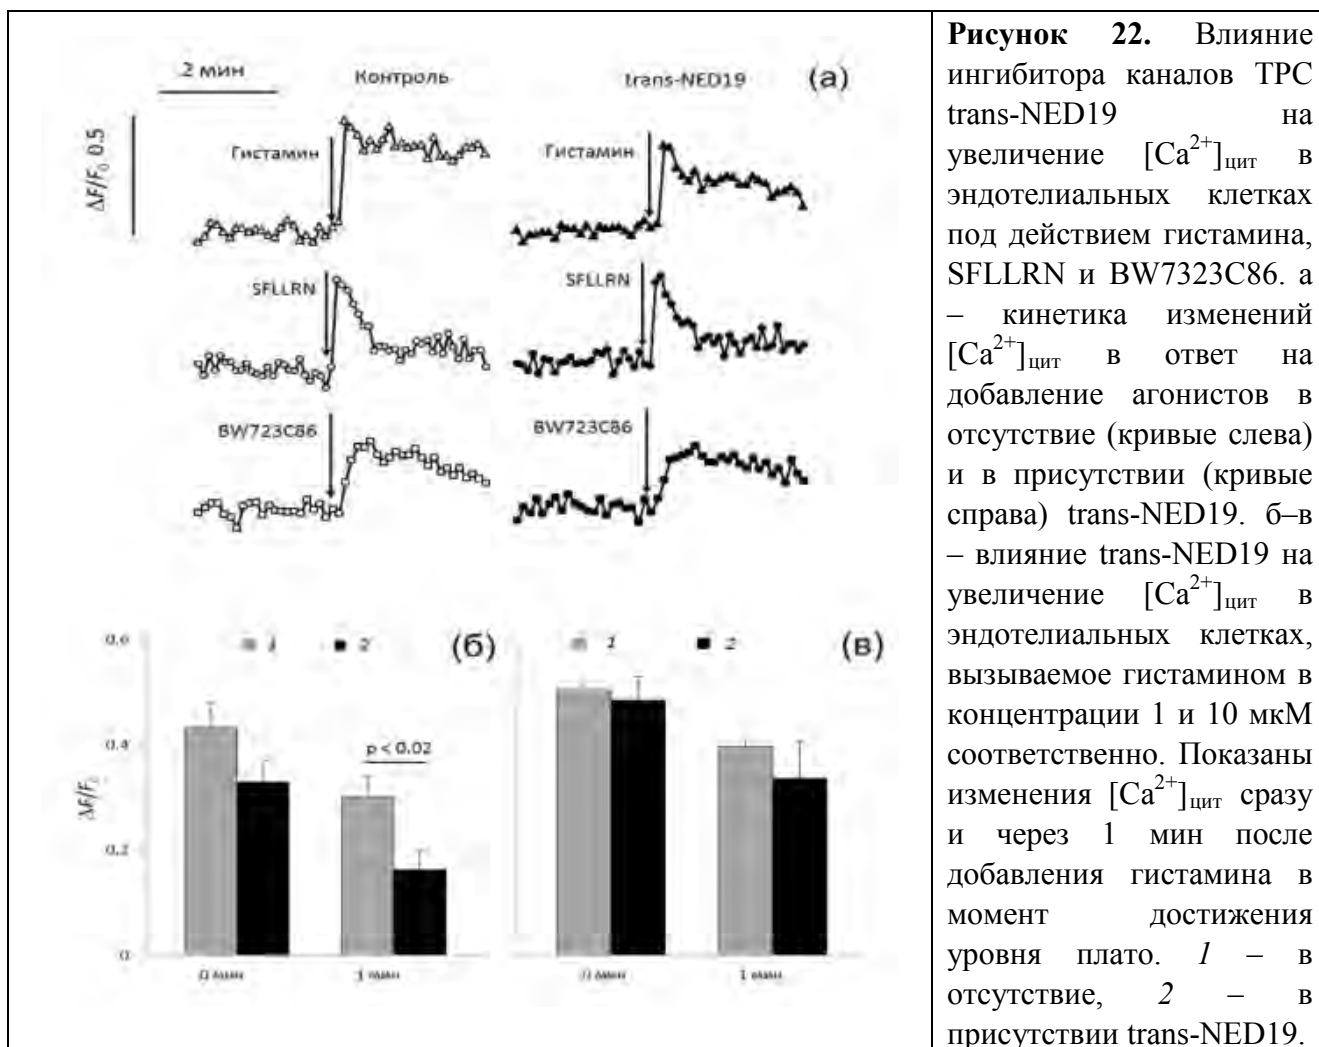 2 мин
Контроль
trans-NED19
(а)
ΔF/F₀ 0.5
Гистамин
Гистамин
SFLLRN
SFLLRN
BW723C86
BW723C86
0.6
0.4
0.2
0
ΔF/F₀
1
2
(б)
p < 0.02
0 мин
1 мин
1
2
(в)
0 мин
1 мин
Рисунок 22. Влияние
ингибитора каналов TPC
trans-NED19 на
увеличение [Ca²⁺]цит в
эндотелиальных клетках
под действием гистамина,
SFLLRN и BW7323C86. а
– кинетика изменений
[Ca²⁺]цит в ответ на
добавление агонистов в
отсутствие (кривые слева)
и в присутствии (кривые
справа) trans-NED19. б–в
– влияние trans-NED19 на
увеличение [Ca²⁺]цит в
эндотелиальных клетках,
вызываемое гистамином в
концентрации 1 и 10 мкМ
соответственно. Показаны
изменения [Ca²⁺]цит сразу
и через 1 мин после
добавления гистамина в
момент достижения
уровня плато. 1 – в
отсутствие, 2 – в
присутствии trans-NED19.